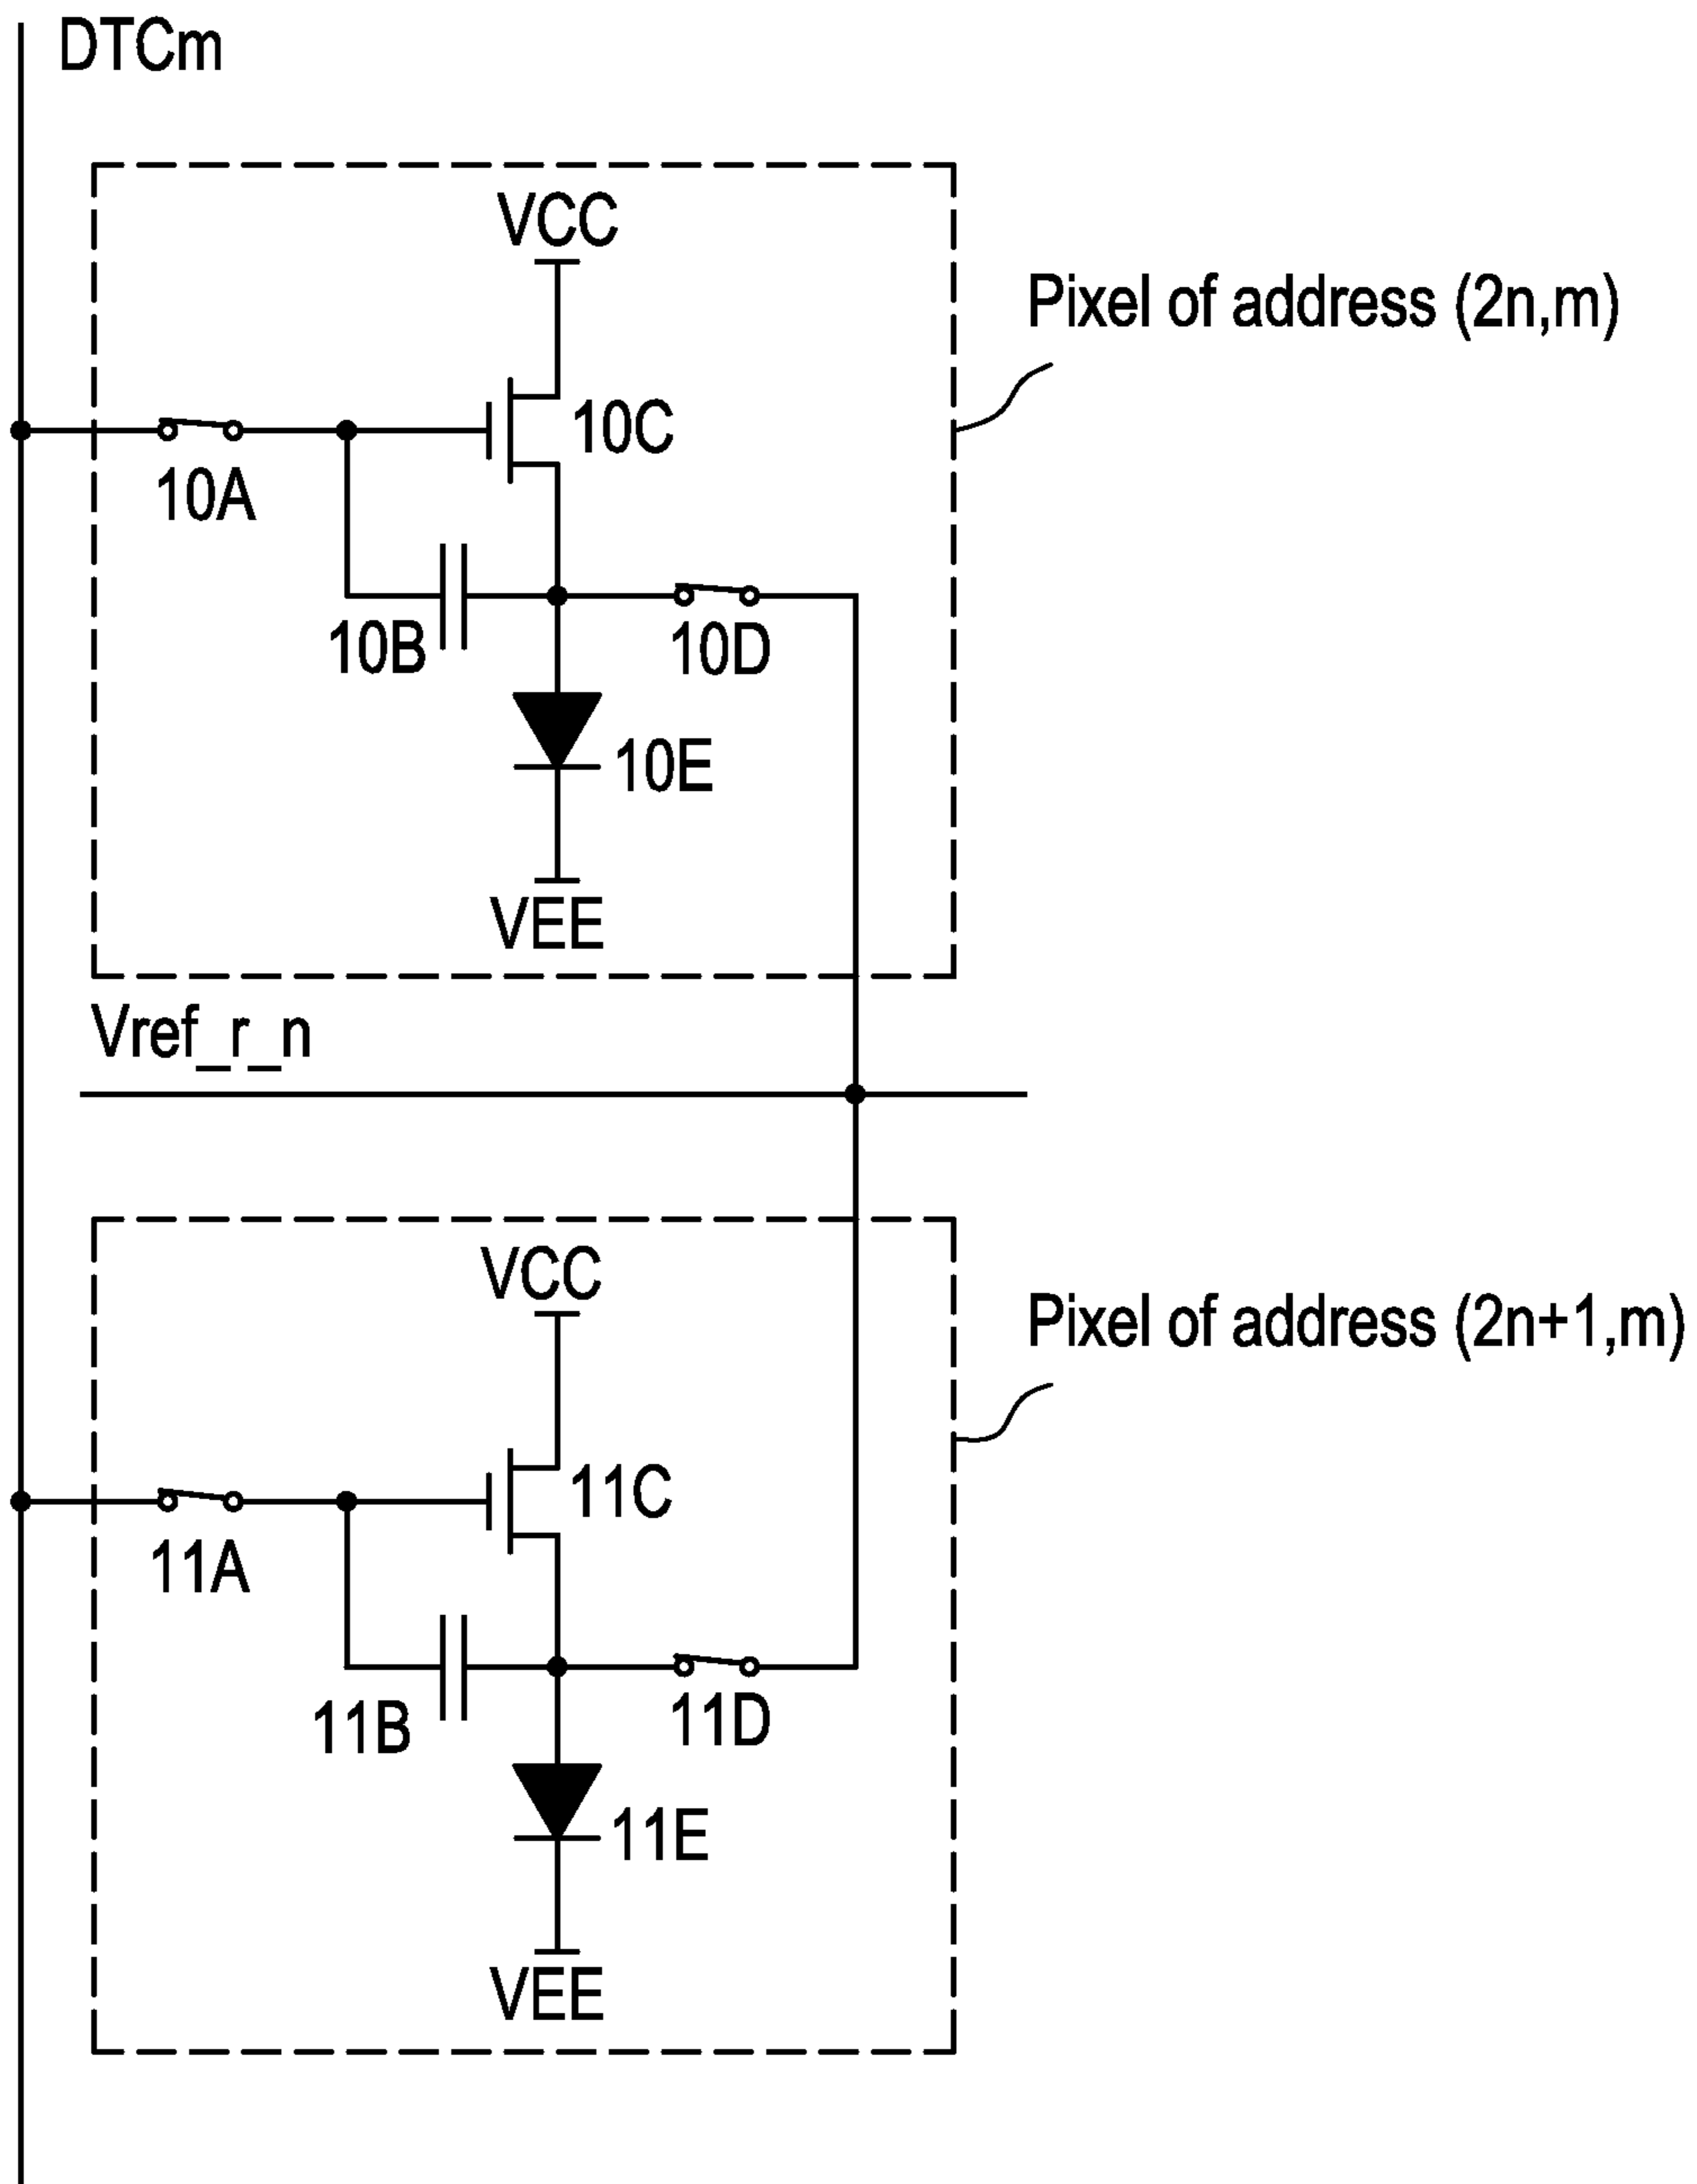 DTCm
VCC
Pixel of address (2n,m)
10C
10A
10B
10D
10E
VEE
Vref_r_n
VCC
Pixel of address (2n+1,m)
11C
11A
11B
11D
11E
VEE